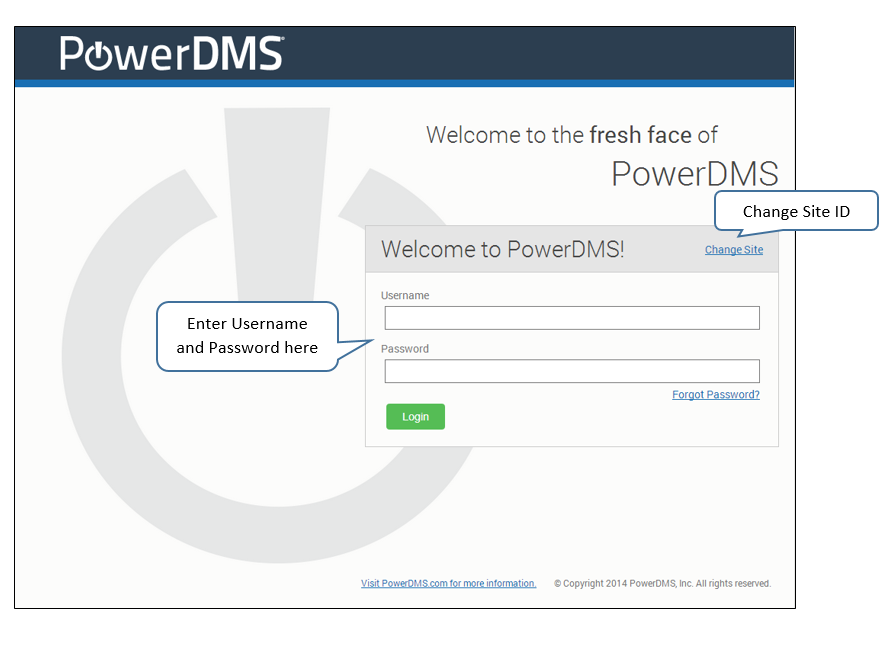 PowerDMS®
Welcome to the fresh face of
PowerDMS
Change Site ID
Welcome to PowerDMS!
Change Site
Username
Enter Username
and Password here
Password
Forgot Password?
Login
Visit PowerDMS.com for more information.
© Copyright 2014 PowerDMS, Inc. All rights reserved.